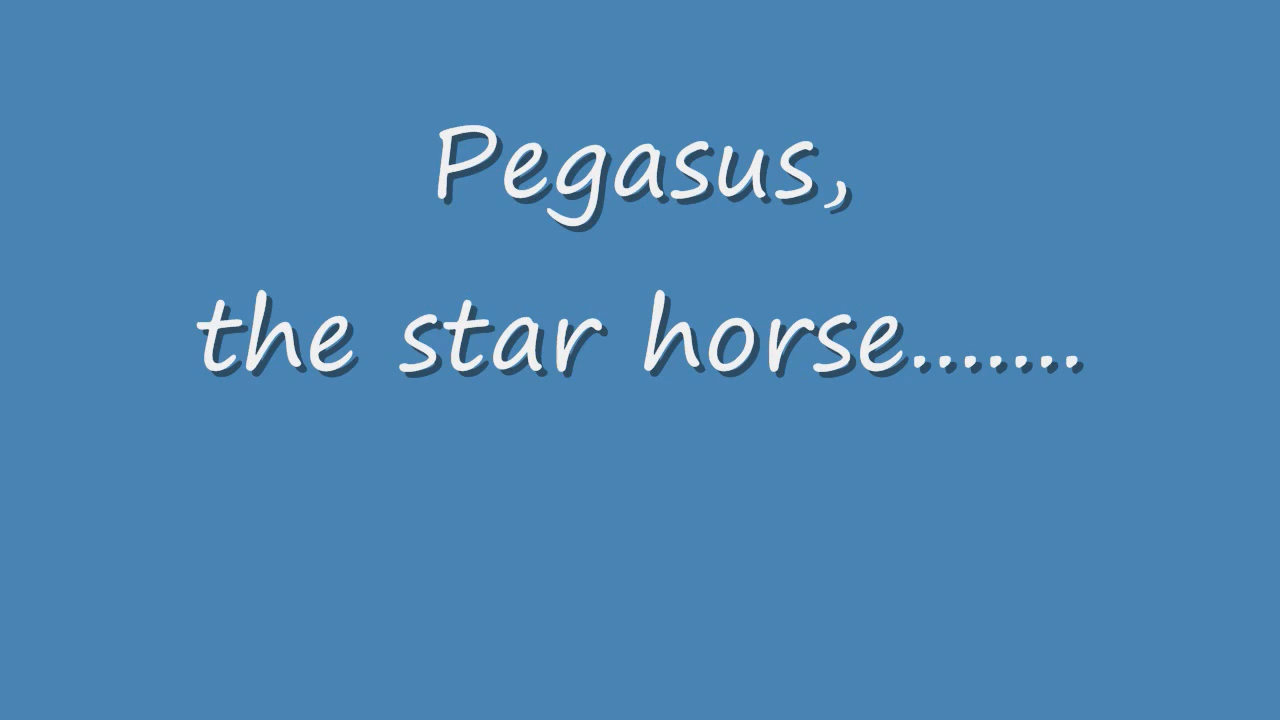 Pegasus,
the star horse.......